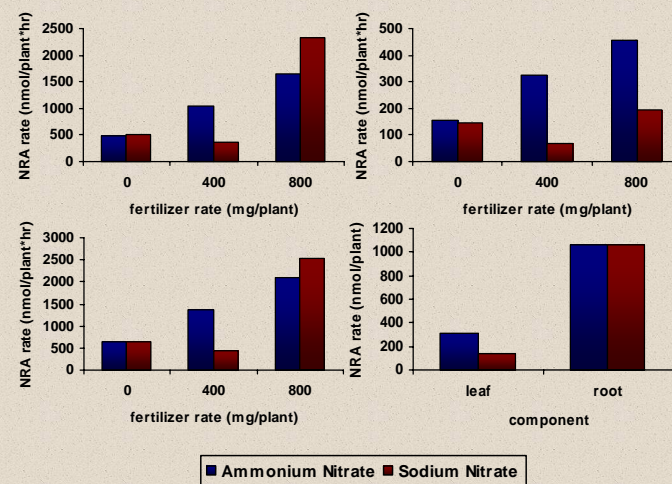 NRA rate (nmol/plant*hr)
2500
2000
1500
1000
500
0
0 400 800
fertilizer rate (mg/plant)
NRA rate (nmol/plant*hr)
500
400
300
200
100
0
0 400 800
fertilizer rate (mg/plant)
NRA rate (nmol/plant*hr)
3000
2500
2000
1500
1000
500
0
0 400 800
fertilizer rate (mg/plant)
NRA rate (nmol/plant)
1200
1000
800
600
400
200
0
leaf root
component
Ammonium Nitrate Sodium Nitrate